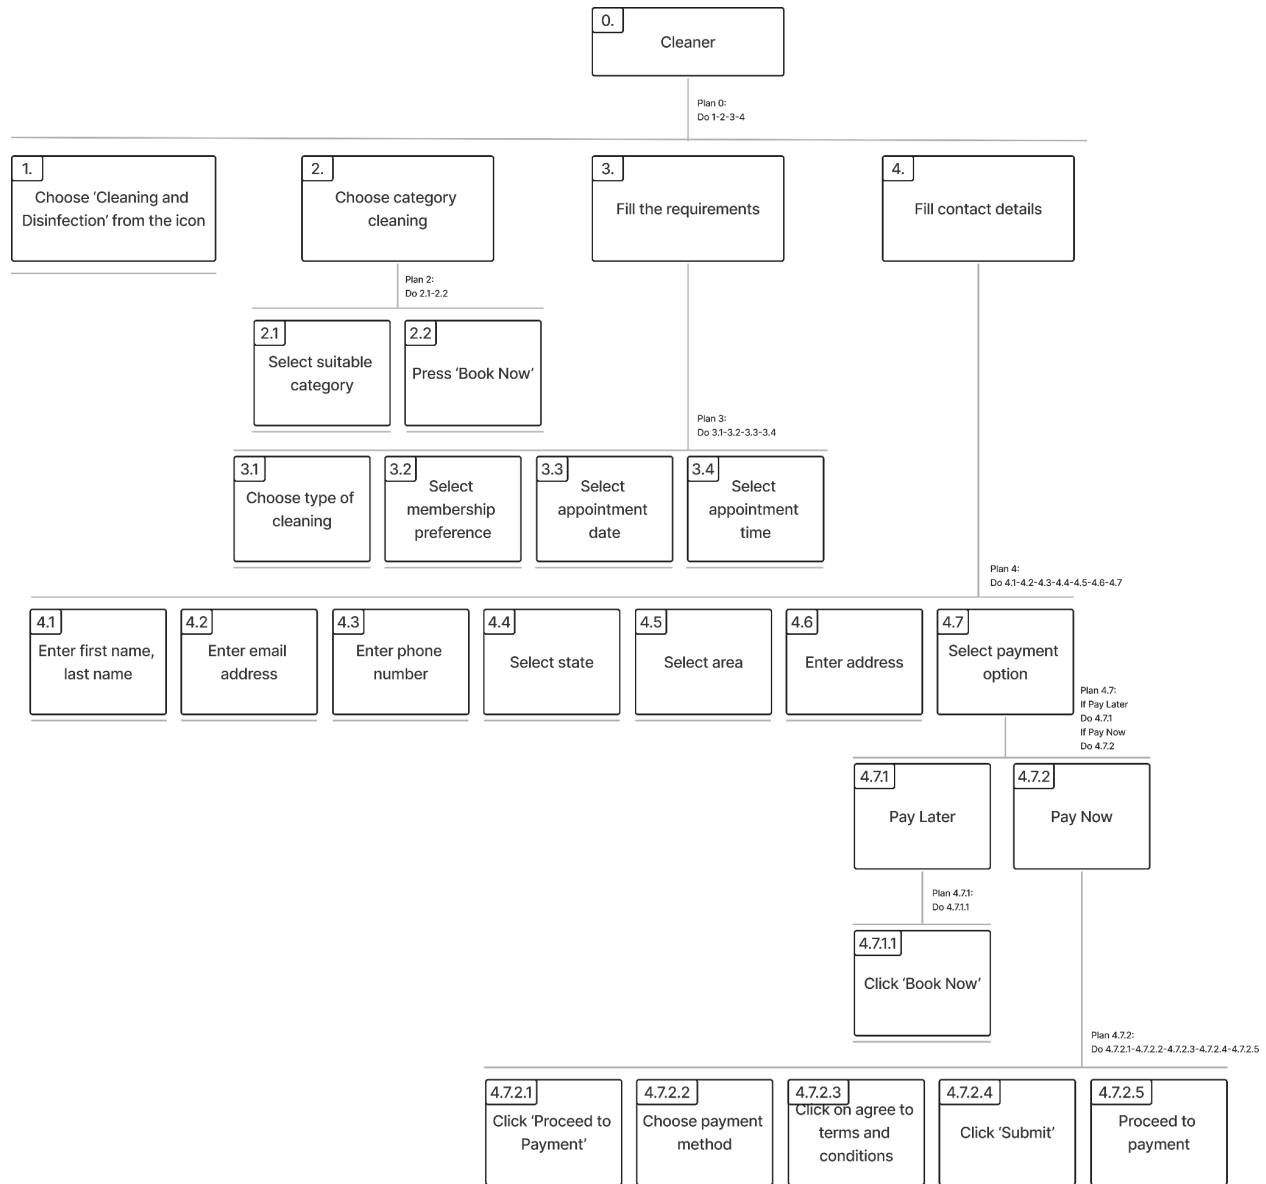 0.
Cleaner
Plan 0:
Do 1-2-3-4
1.
Choose ‘Cleaning and
Disinfection’ from the icon
2.
Choose category
cleaning
3.
Fill the requirements
4.
Fill contact details
Plan 2:
Do 2.1-2.2
2.1
Select suitable
category
2.2
Press ‘Book Now’
Plan 3:
Do 3.1-3.2-3.3-3.4
3.1
Choose type of
cleaning
3.2
Select
membership
preference
3.3
Select
appointment
date
3.4
Select
appointment
time
Plan 4:
Do 4.1-4.2-4.3-4.4-4.5-4.6-4.7
4.1
Enter first name,
last name
4.2
Enter email
address
4.3
Enter phone
number
4.4
Select state
4.5
Select area
4.6
Enter address
4.7
Select payment
option
Plan 4.7:
If Pay Later
Do 4.7.1
If Pay Now
Do 4.7.2
4.7.1
Pay Later
4.7.2
Pay Now
Plan 4.7.1:
Do 4.7.1.1
4.7.1.1
Click ‘Book Now’
Plan 4.7.2:
Do 4.7.2.1-4.7.2.2-4.7.2.3-4.7.2.4-4.7.2.5
4.7.2.1
Click ‘Proceed to
Payment’
4.7.2.2
Choose payment
method
4.7.2.3
Click on agree to
terms and
conditions
4.7.2.4
Click ‘Submit’
4.7.2.5
Proceed to
payment